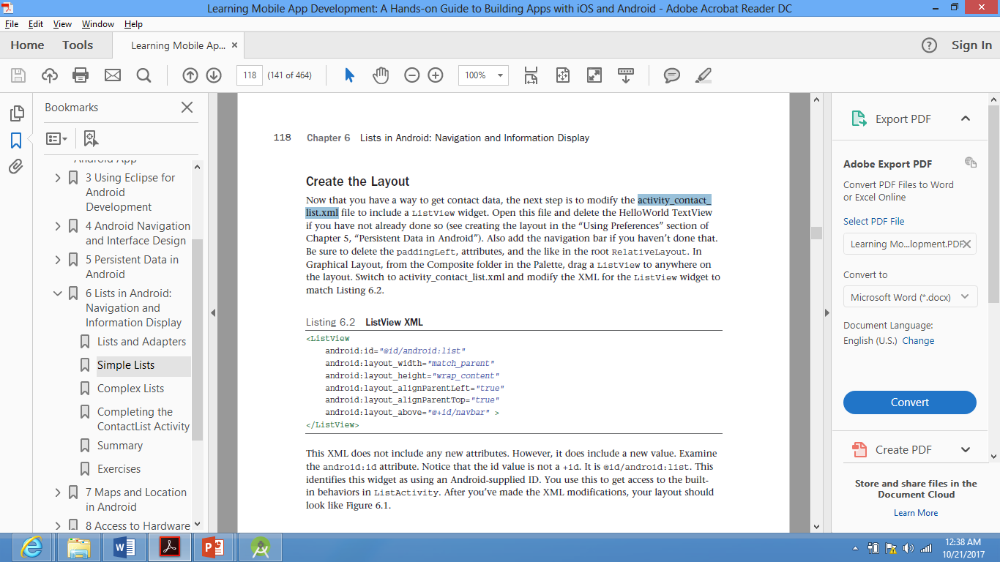 Learning Mobile App Development: A Hands-on Guide to Building Apps with iOS and Android - Adobe Acrobat Reader DC
File Edit View Window Help
Home Tools Learning Mobile Ap... × ? Sign In
118 (141 of 464) 100%
Bookmarks
Android App
3 Using Eclipse for
Android
Development
4 Android Navigation
and Interface Design
5 Persistent Data in
Android
6 Lists in Android:
Navigation and
Information Display
Lists and Adapters
Simple Lists
Complex Lists
Completing the
ContactList Activity
Summary
Exercises
7 Maps and Location
in Android
8 Access to Hardware
118 Chapter 6 Lists in Android: Navigation and Information Display
Create the Layout
Now that you have a way to get contact data, the next step is to modify the activity_contact_
list.xml file to include a ListView widget. Open this file and delete the HelloWorld TextView
if you have not already done so (see creating the layout in the “Using Preferences” section of
Chapter 5, “Persistent Data in Android”). Also add the navigation bar if you haven’t done that.
Be sure to delete the paddingLeft, attributes, and the like in the root RelativeLayout. In
Graphical Layout, from the Composite folder in the Palette, drag a ListView to anywhere on
the layout. Switch to activity_contact_list.xml and modify the XML for the ListView widget to
match Listing 6.2.
Listing 6.2 ListView XML
<ListView
android:id="@id/android:list"
android:layout_width="match_parent"
android:layout_height="wrap_content"
android:layout_alignParentLeft="true"
android:layout_alignParentTop="true"
android:layout_above="@+id/navbar" >
</ListView>
This XML does not include any new attributes. However, it does include a new value. Examine
the android:id attribute. Notice that the id value is not a +id. It is @id/android:list. This
identifies this widget as using an Android-supplied ID. You use this to get access to the built-
in behaviors in ListActivity. After you’ve made the XML modifications, your layout should
look like Figure 6.1.
Export PDF
Adobe Export PDF
Convert PDF Files to Word
or Excel Online
Select PDF File
Learning Mo...lopment.PDF
Convert to
Microsoft Word (*.docx)
Document Language:
English (U.S.) Change
Convert
Create PDF
Store and share files in the
Document Cloud
Learn More
12:38 AM
10/21/2017